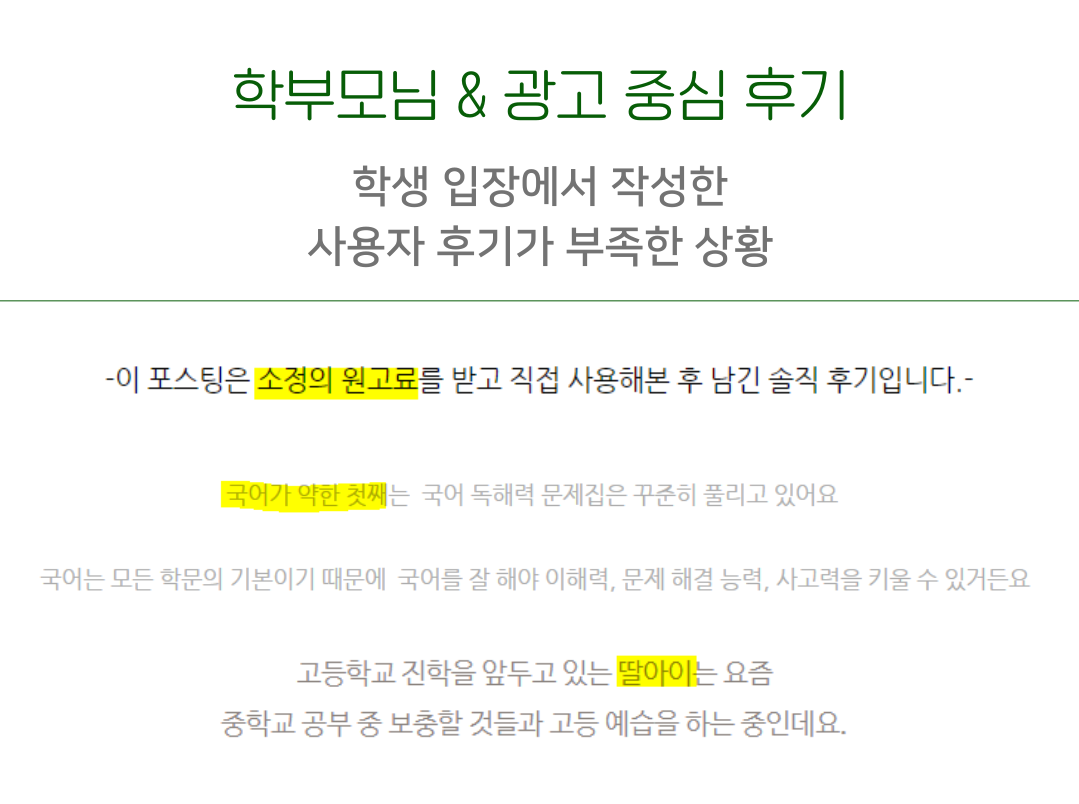 학부모님 & 광고 중심 후기
학생 입장에서 작성한
사용자 후기가 부족한 상황
-이 포스팅은 소정의 원고료를 받고 직접 사용해본 후 남긴 솔직 후기입니다.-
국어가 약한 첫째는 국어 독해력 문제집은 꾸준히 풀리고 있어요
국어는 모든 학문의 기본이기 때문에 국어를 잘 해야 이해력, 문제 해결 능력, 사고력을 키울 수 있거든요
고등학교 진학을 앞두고 있는 딸아이는 요즘
중학교 공부 중 보충할 것들과 고등 예습을 하는 중인데요.